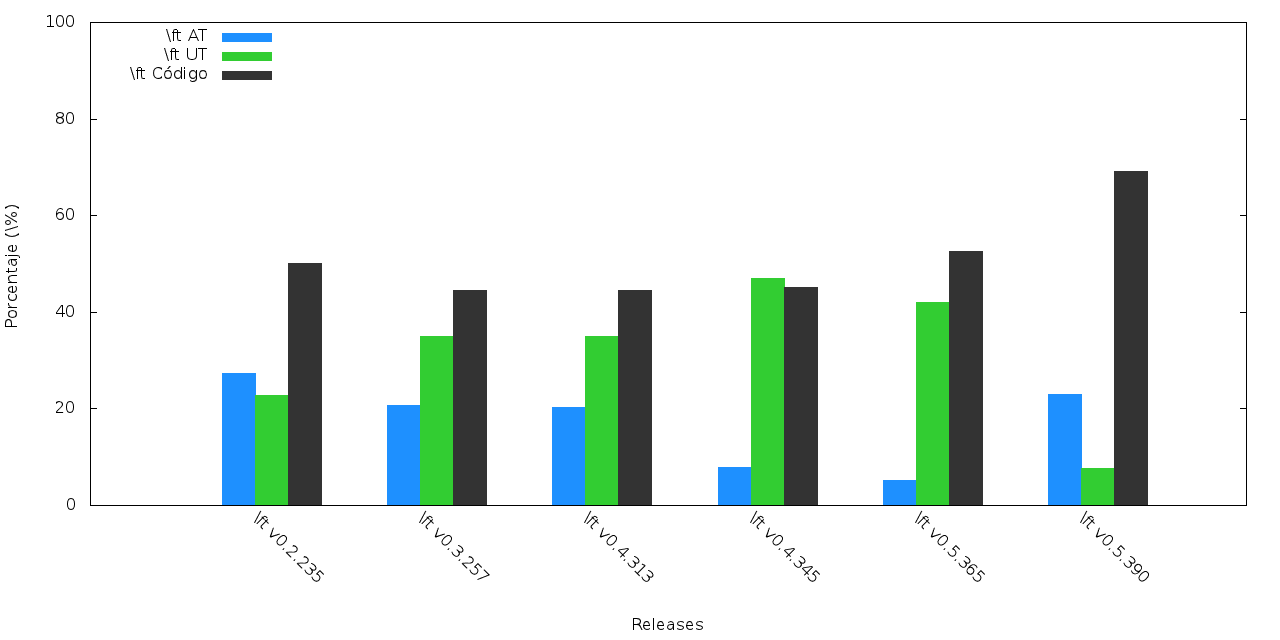 100
80
60
40
20
0
Porcentaje (\%)
\ft AT
\ft UT
\ft Código
\ft v0.2.235
\ft v0.3.257
\ft v0.4.313
\ft v0.4.345
\ft v0.5.365
\ft v0.5.390
Releases